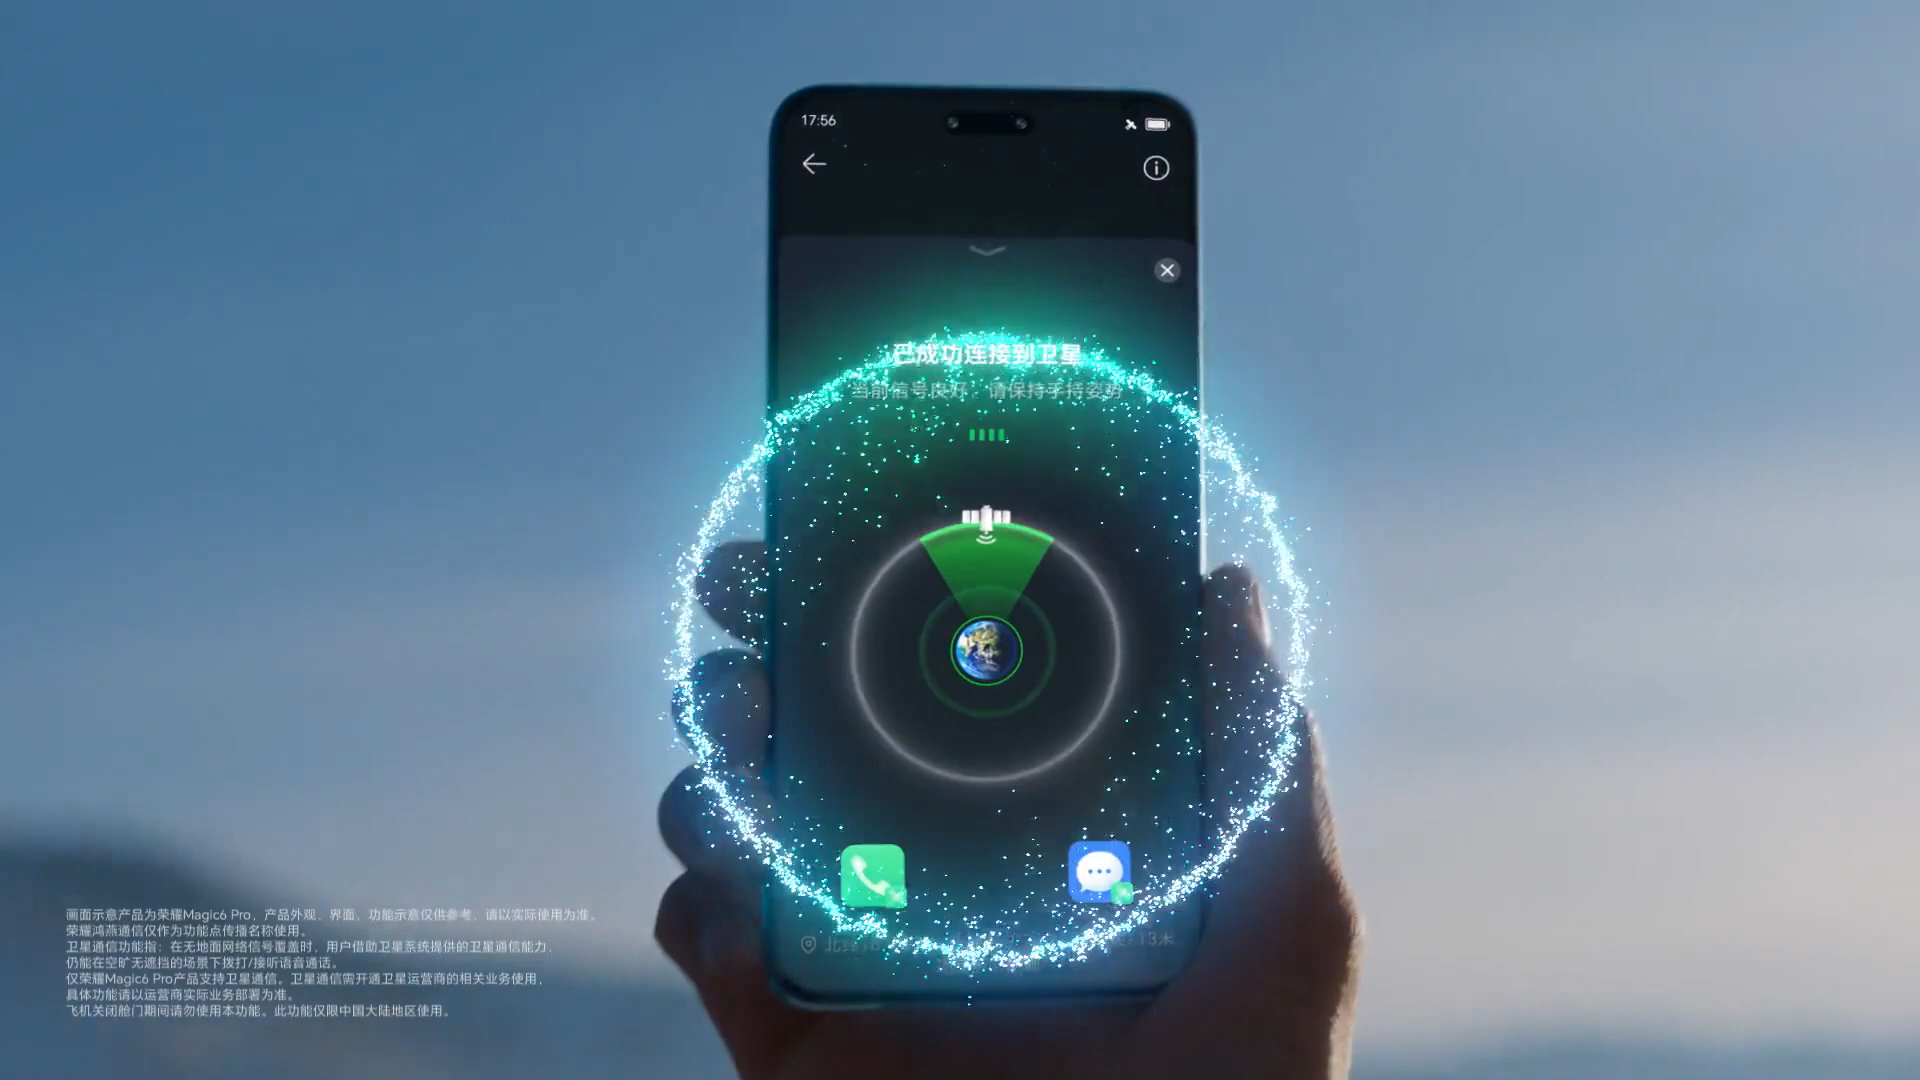 17:56
已成功连接到卫星
当前信号良好，请保持手持姿势
13米
画面示意产品为荣耀Magic6 Pro，产品外观、界面、功能示意仅供参考，请以实际使用为准。
荣耀鸿燕通信仅作为功能点传播名称使用。
卫星通信功能指：在无地面网络信号覆盖时，用户借助卫星系统提供的卫星通信能力，
仍能在空旷无遮挡的场景下拨打/接听语音通话。
仅荣耀Magic6 Pro产品支持卫星通信。卫星通信需开通卫星运营商的相关业务使用，
具体功能请以运营商实际业务部署为准。
飞机关闭舱门期间请勿使用本功能。此功能仅限中国大陆地区使用。